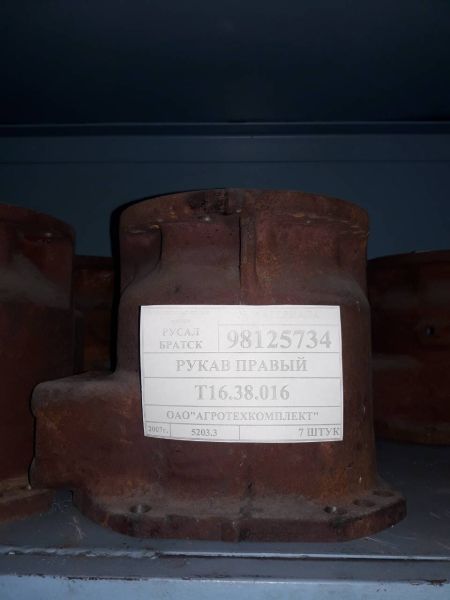 РУСАЛ
БРАТСК
98125734
РУКАВ ПРАВЫЙ
Т16.38.016
ОАО"АГРОТЕХКОМПЛЕКТ"
2007г. 5203,3 7 ШТУК